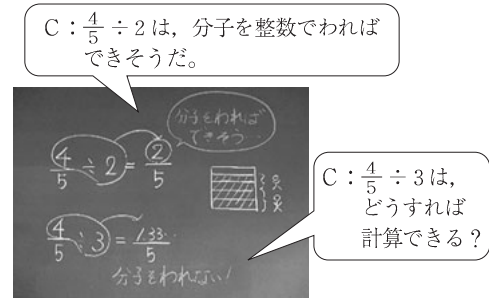 C：4/5÷2は，分子を整数でわれば
できそうだ。
分子をわれば
できそう…
4/5÷2=2/5
4/5÷3=1.33…/5
分子をわれない！
C：4/5÷3は，
どうすれば
計算できる？